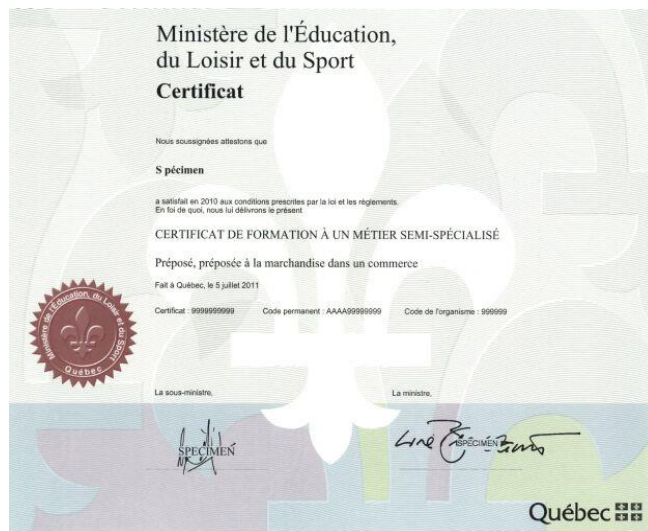 Ministère de l'Éducation,
du Loisir et du Sport
Certificat
Nous soussignées attestons que
S pécimen
a satisfait en 2010 aux conditions prescrites par la loi et les règlements.
En foi de quoi, nous lui délivrons le présent
CERTIFICAT DE FORMATION À UN MÉTIER SEMI-SPÉCIALISÉ
Préposé, préposée à la marchandise dans un commerce
Fait à Québec, le 5 juillet 2011
Certificat : 9999999999 Code permanent : AAAA99999999 Code de l'organisme : 999999
Ministère de l'Éducation, du Loisir et du Sport
Québec
La sous-ministre, La ministre,
SPÉCIMEN SPÉCIMEN
Québec